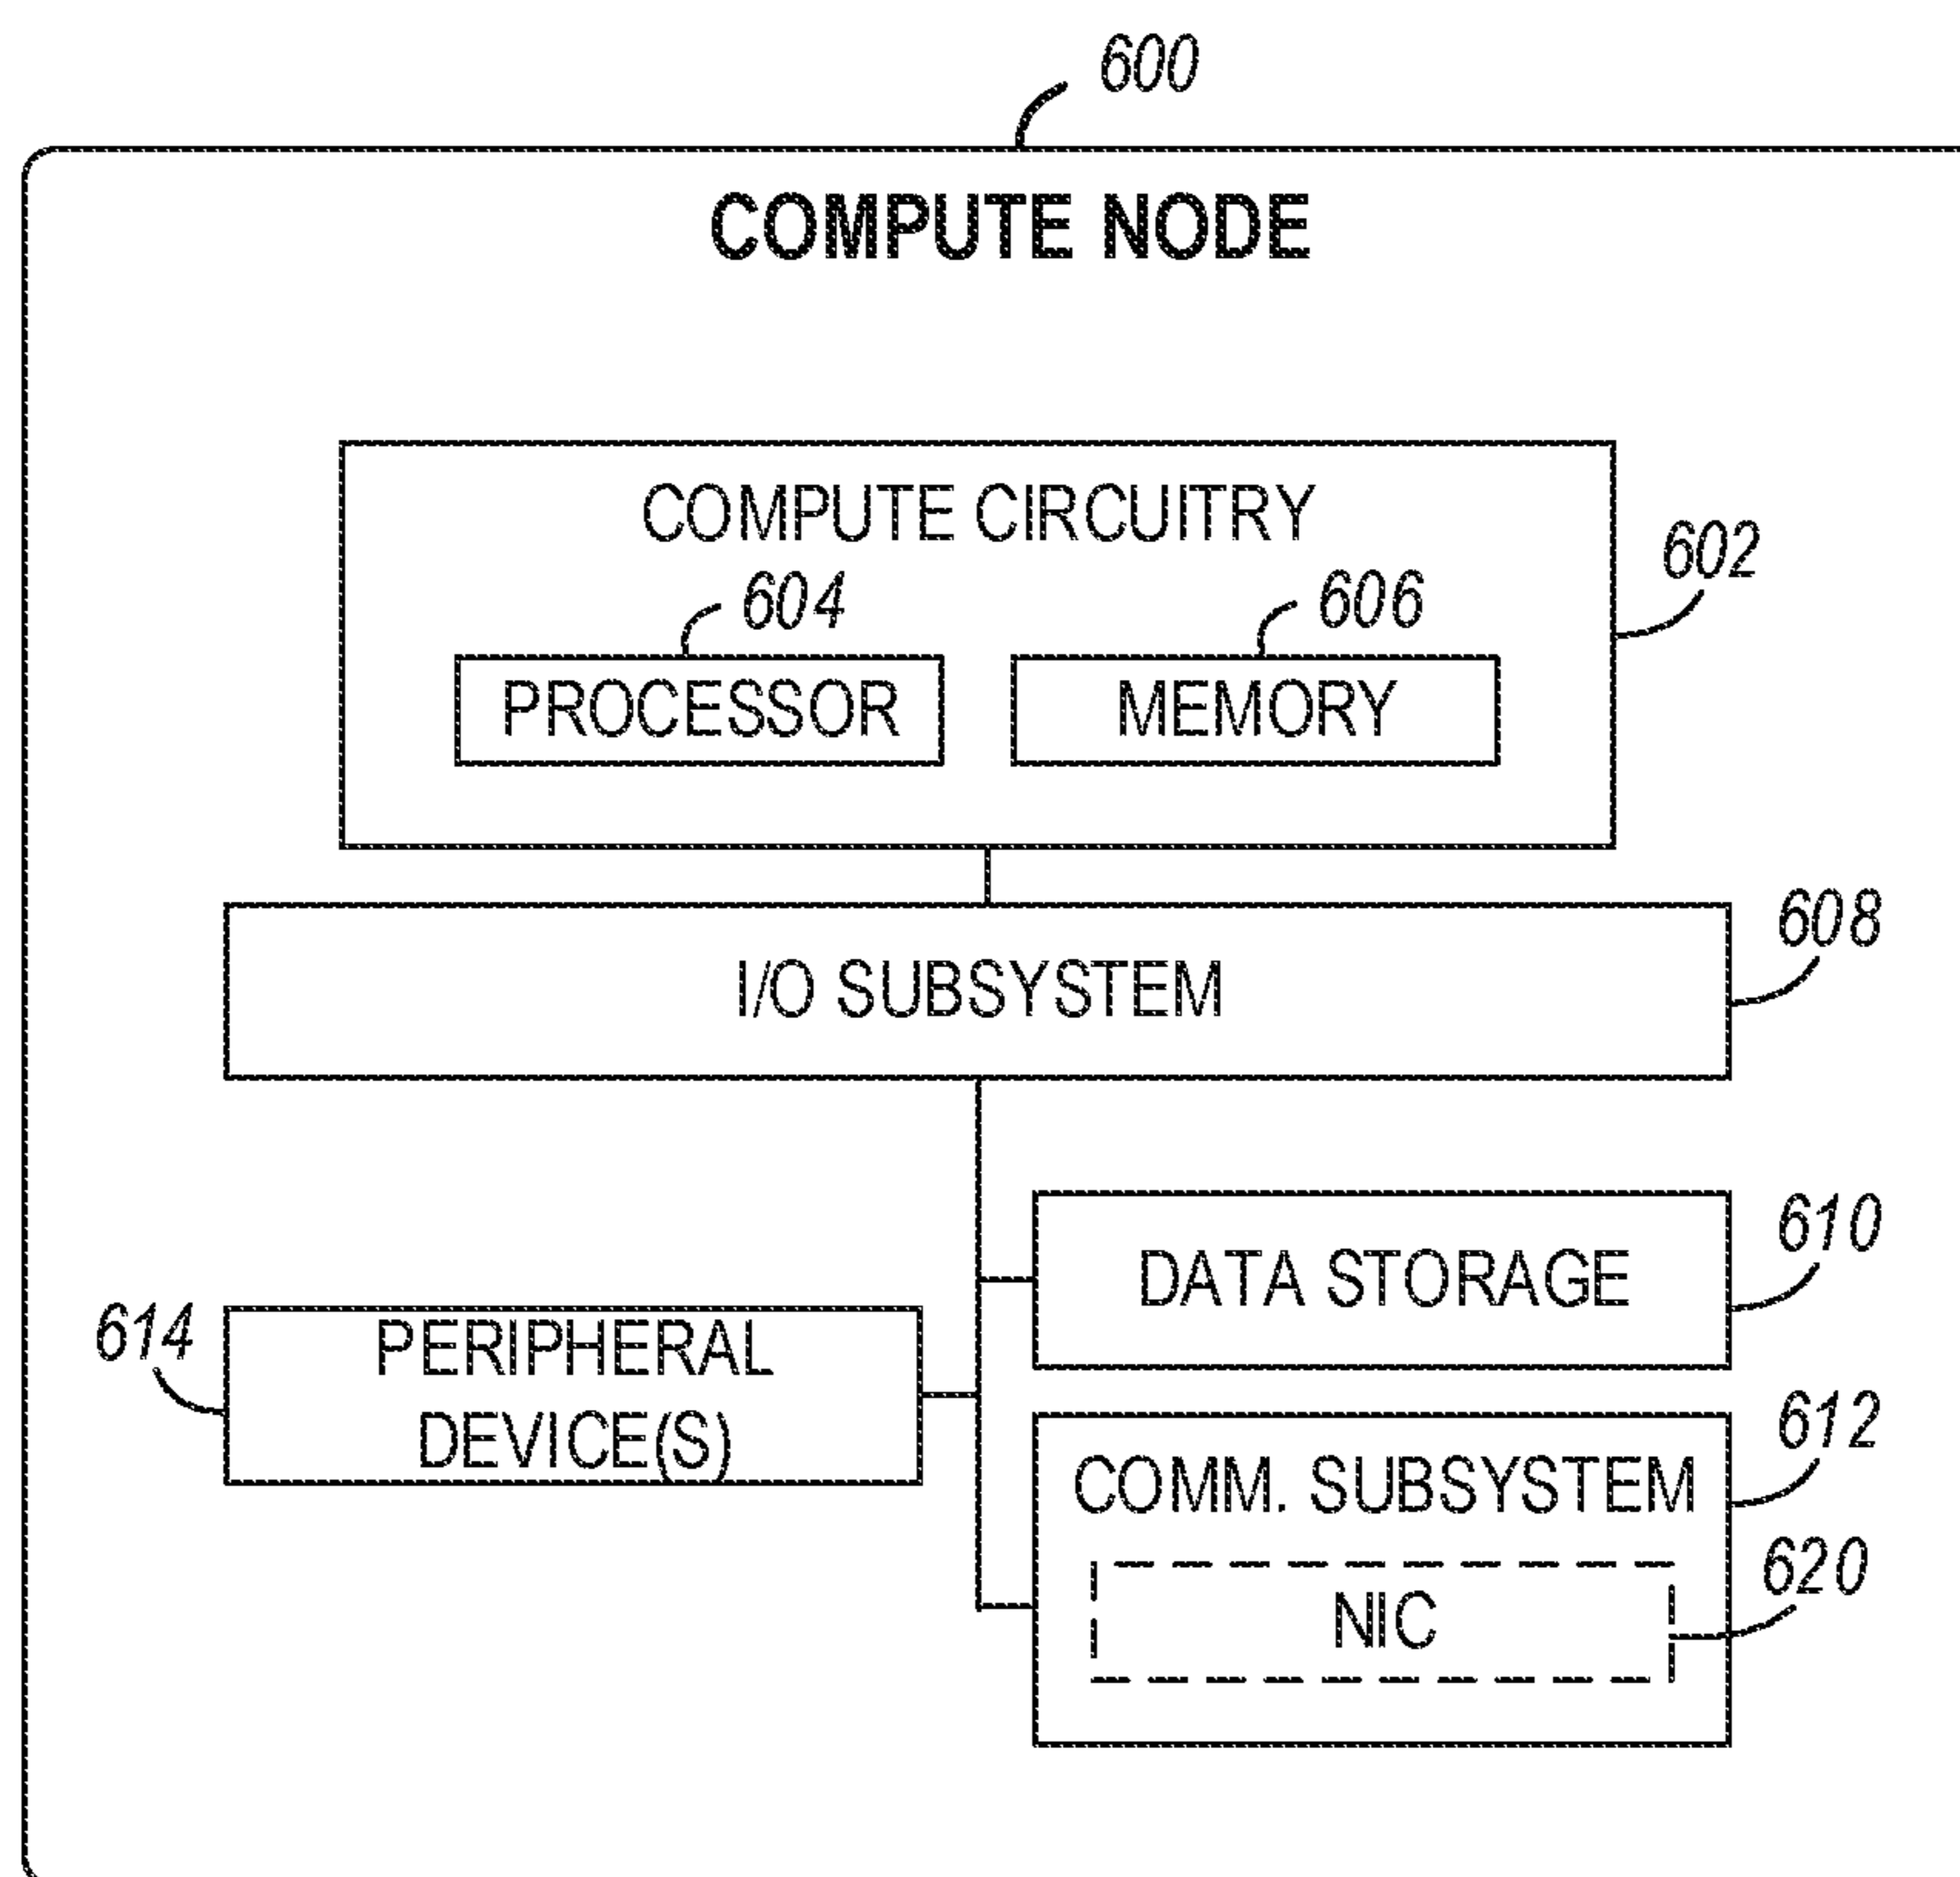 600
COMPUTE NODE
COMPUTE CIRCUITRY
602
604
606
PROCESSOR
MEMORY
608
I/O SUBSYSTEM
610
DATA STORAGE
614
PERIPHERAL
DEVICE(S)
612
COMM. SUBSYSTEM
620
NIC